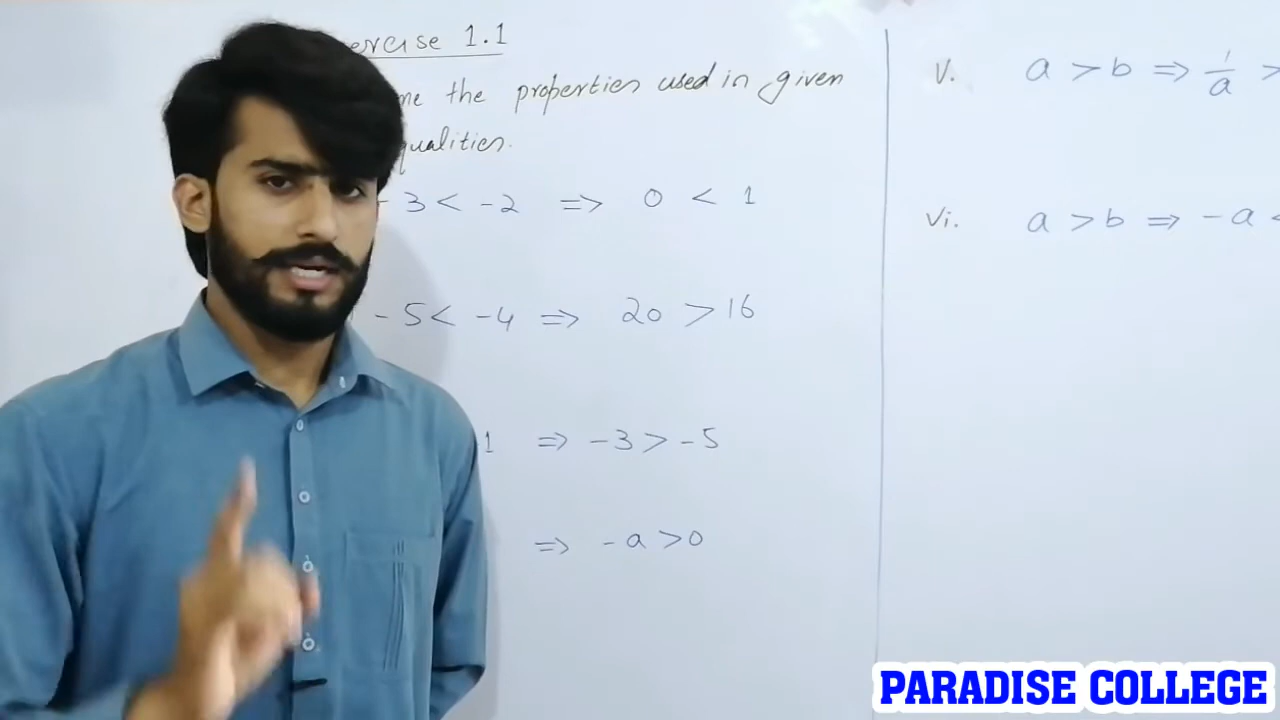 ercise 1.1
me the properties used in given
qualities.
- 3 < -2 ⇒ 0 < 1
- 5 < -4 ⇒ 20 > 16
1 ⇒ -3 > -5
⇒ -a > 0
V. a > b ⇒ 1/a >
Vi. a > b ⇒ -a <
PARADISE COLLEGE